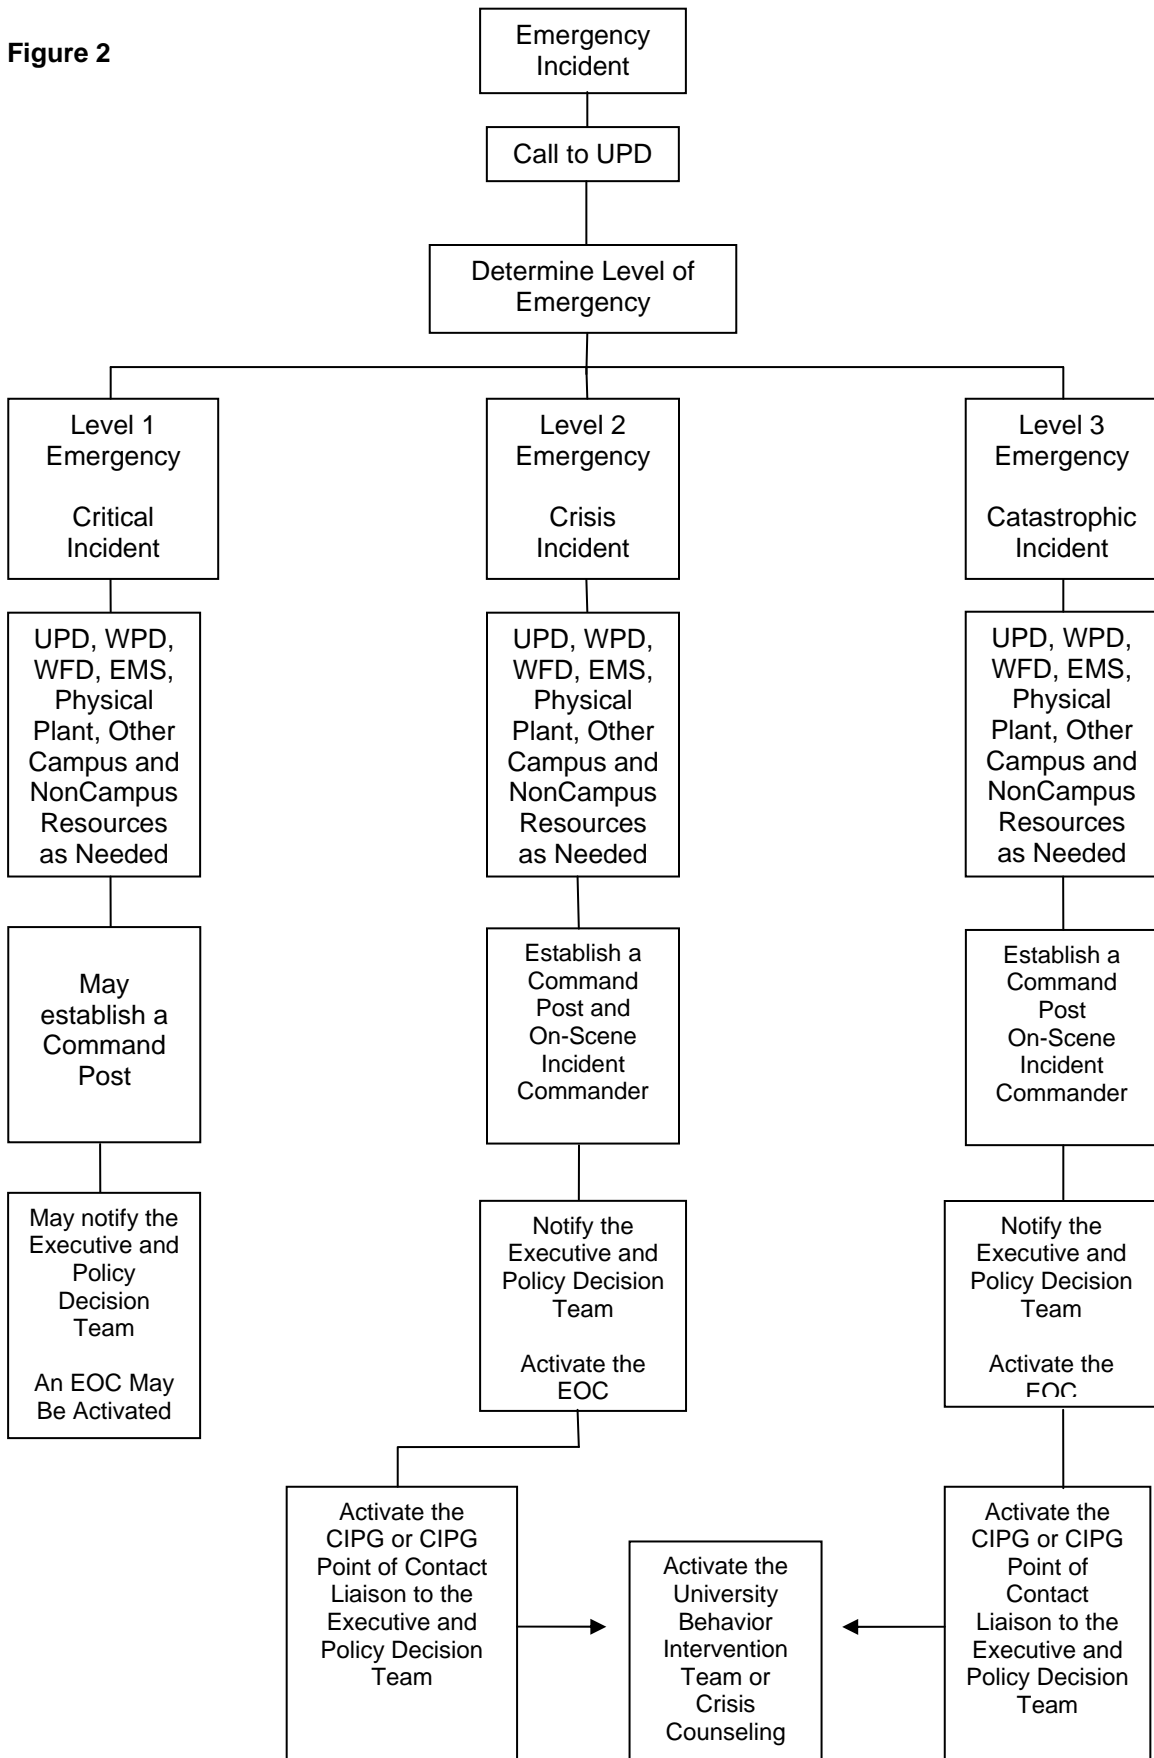 Figure 2
Emergency
Incident
Call to UPD
Determine Level of
Emergency
Level 1
Emergency
Critical
Incident
Level 2
Emergency
Crisis
Incident
Level 3
Emergency
Catastrophic
Incident
UPD, WPD,
WFD, EMS,
Physical
Plant, Other
Campus and
NonCampus
Resources
as Needed
UPD, WPD,
WFD, EMS,
Physical
Plant, Other
Campus and
NonCampus
Resources
as Needed
UPD, WPD,
WFD, EMS,
Physical
Plant, Other
Campus and
NonCampus
Resources
as Needed
May
establish a
Command
Post
Establish a
Command
Post and
On-Scene
Incident
Commander
Establish a
Command
Post
On-Scene
Incident
Commander
May notify the
Executive and
Policy
Decision
Team
An EOC May
Be Activated
Notify the
Executive and
Policy Decision
Team
Activate the
EOC
Notify the
Executive and
Policy Decision
Team
Activate the
EOC
Activate the
CIPG or CIPG
Point of Contact
Liaison to the
Executive and
Policy Decision
Team
Activate the
University
Behavior
Intervention
Team or
Crisis
Counseling
Activate the
CIPG or CIPG
Point of
Contact
Liaison to the
Executive and
Policy Decision
Team